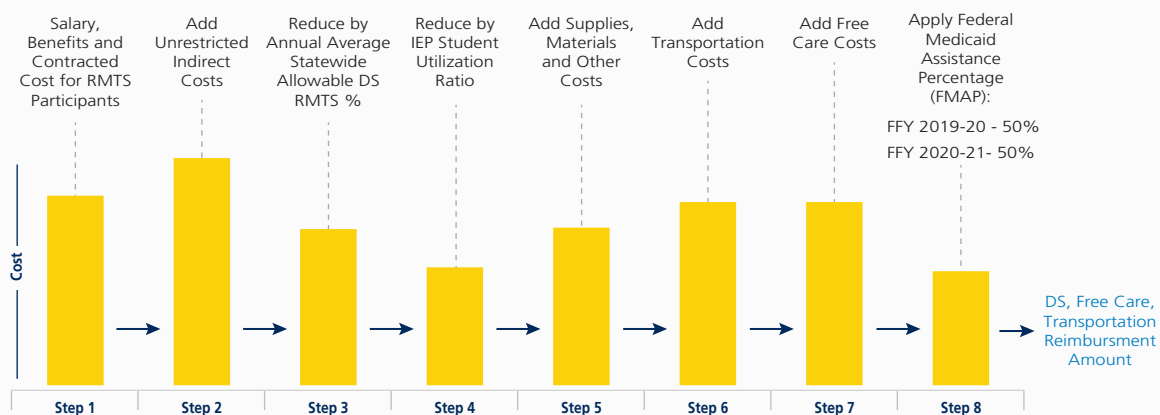 Salary,
Benefits and
Contracted
Cost for RMTS
Participants
Add
Unrestricted
Indirect
Costs
Reduce by
Annual Average
Statewide
Allowable DS
RMTS %
Reduce by
IEP Student
Utilization
Ratio
Add Supplies,
Materials
and Other
Costs
Add
Transportation
Costs
Add Free
Care Costs
Apply Federal
Medicaid
Assistance
Percentage
(FMAP):
FFY 2019-20 - 50%
FFY 2020-21- 50%
Cost
DS, Free Care,
Transportation
Reimbursment
Amount
Step 1
Step 2
Step 3
Step 4
Step 5
Step 6
Step 7
Step 8